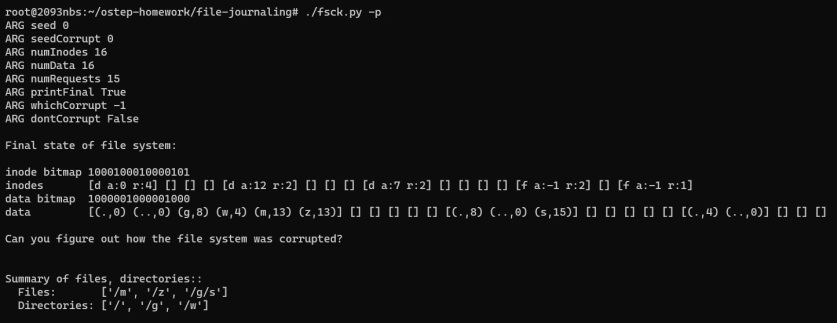 root@2093nbs:~/ostep-homework/file-journaling# ./fsck.py -p
ARG seed 0
ARG seedCorrupt 0
ARG numInodes 16
ARG numData 16
ARG numRequests 15
ARG printFinal True
ARG whichCorrupt -1
ARG dontCorrupt False
Final state of file system:
inode bitmap 1000100010000101
inodes [d a:0 r:4] [] [] [] [d a:12 r:2] [] [] [] [d a:7 r:2] [] [] [] [] [f a:-1 r:2] [] [f a:-1 r:1]
data bitmap 1000001000001000
data [(.,0) (..,0) (g,8) (w,4) (m,13) (z,13)] [] [] [] [] [] [(.,8) (..,0) (s,15)] [] [] [] [] [] [(.,4) (..,0)] [] [] []
Can you figure out how the file system was corrupted?
Summary of files, directories::
Files: ['/m', '/z', '/g/s']
Directories: ['/', '/g', '/w']